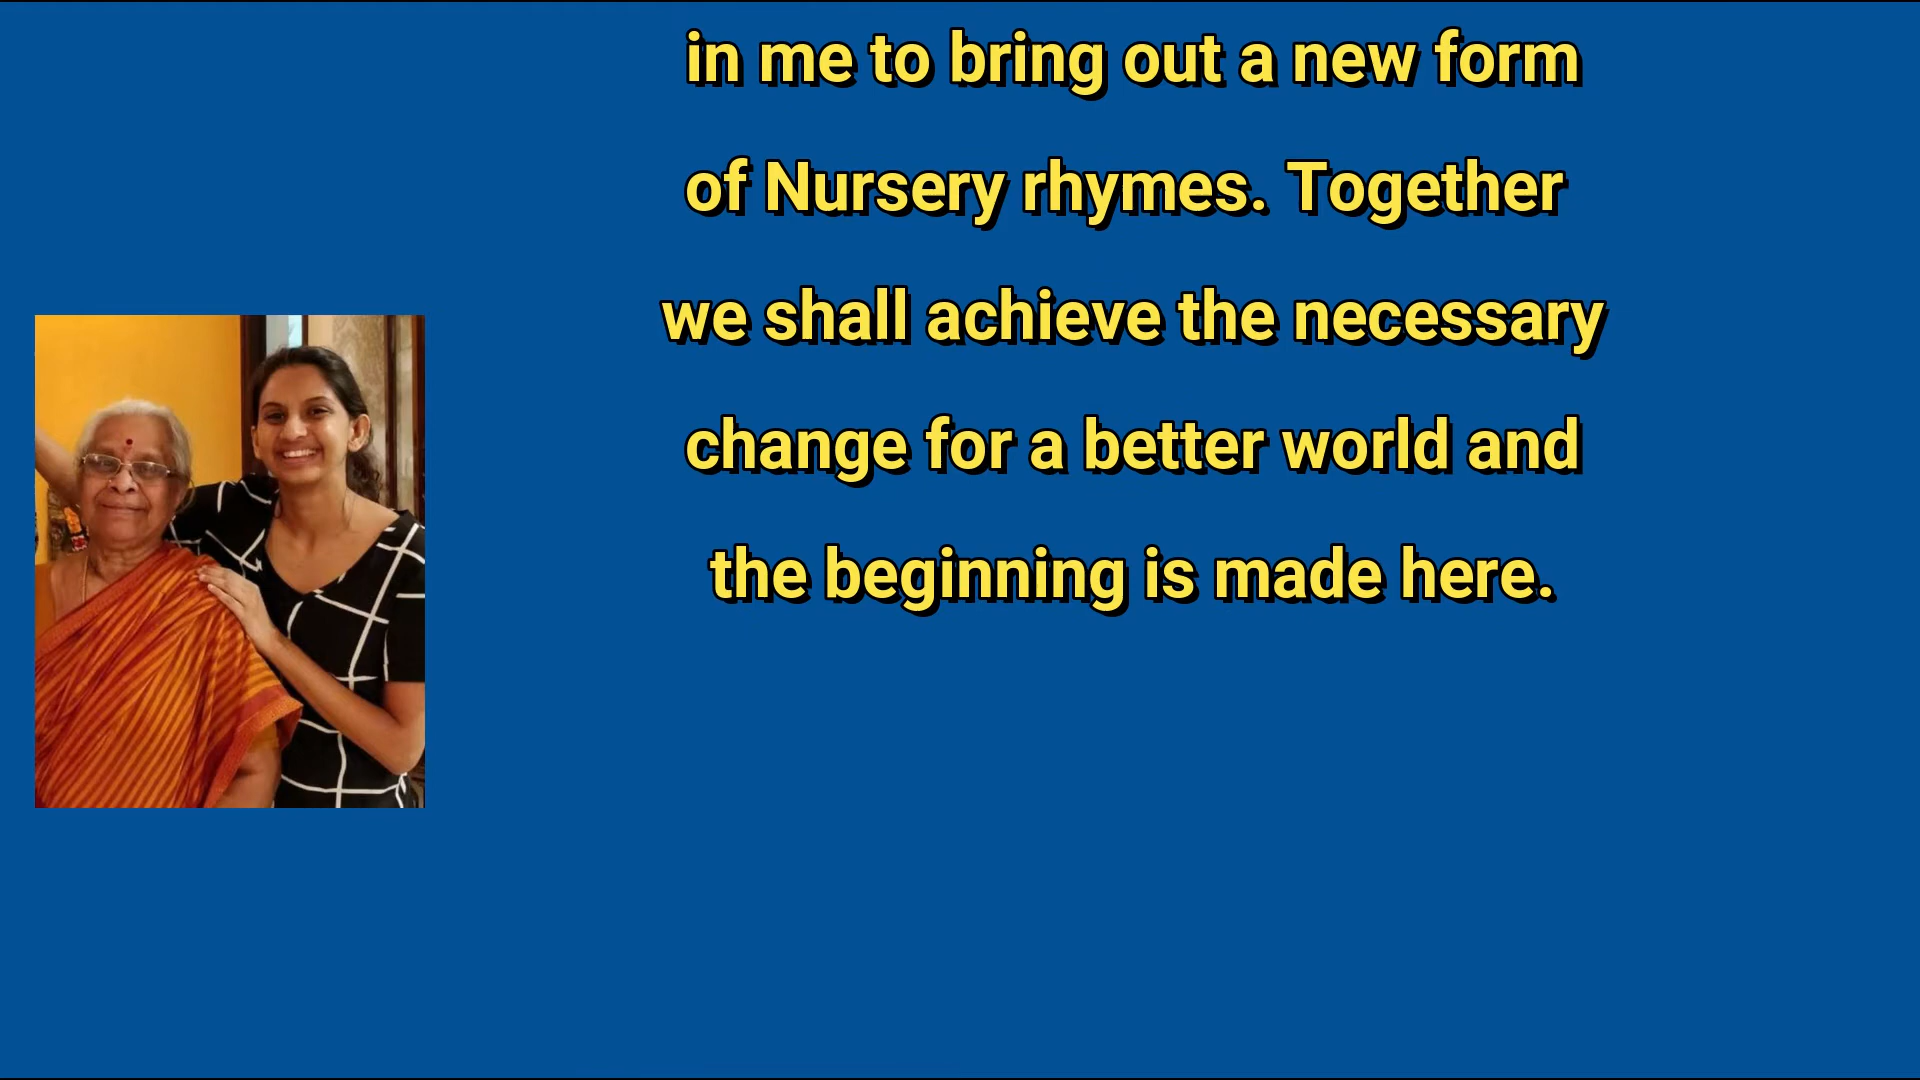 in me to bring out a new form
of Nursery rhymes. Together
we shall achieve the necessary
change for a better world and
the beginning is made here.